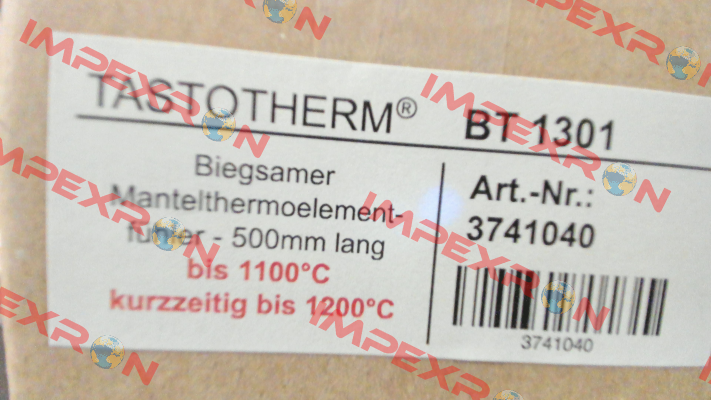 TASTOTHERM® BT 1301
Biegsamer
Mantelthermoelement-
fühler - 500mm lang
bis 1100°C
kurzzeitig bis 1200°C
Art.-Nr.:
3741040
3741040
IMPEXRON
IMPEXRON
IMPEXRON
IMPEXRON
IMPEXRON
IMPEXRON
IMPEXRON
IMPEXRON
IMPEXRON